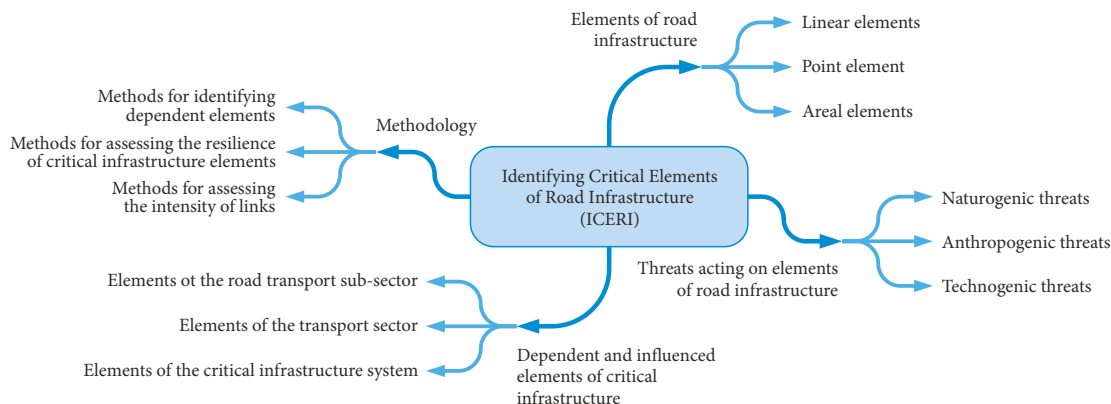 Elements of road
infrastructure
Linear elements
Point element
Areal elements
Methods for identifying
dependent elements
Methods for assessing the resilience
of critical infrastructure elements
Methods for assessing
the intensity of links
Methodology
Identifying Critical Elements
of Road Infrastructure
(ICERI)
Naturogenic threats
Anthropogenic threats
Technogenic threats
Threats acting on elements
of road infrastructure
Elements ot the road transport sub-sector
Elements of the transport sector
Elements of the critical infrastructure system
Dependent and influenced
elements of critical
infrastructure